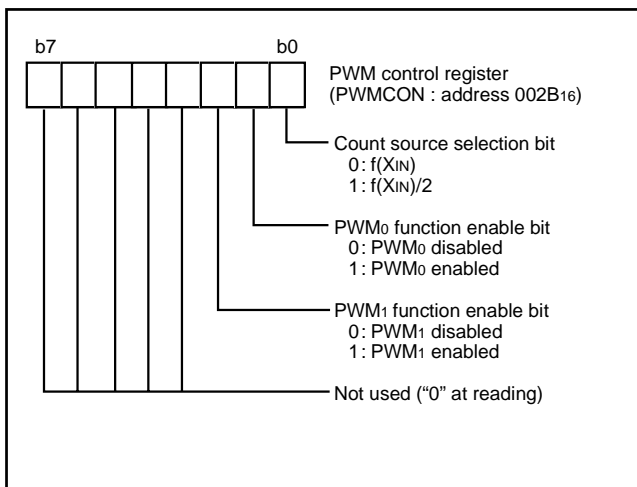 b7 b0
PWM control register
(PWMCON : address 002B16)
Count source selection bit
0: f(XIN)
1: f(XIN)/2
PWM0 function enable bit
0: PWM0 disabled
1: PWM0 enabled
PWM1 function enable bit
0: PWM1 disabled
1: PWM1 enabled
Not used (“0” at reading)